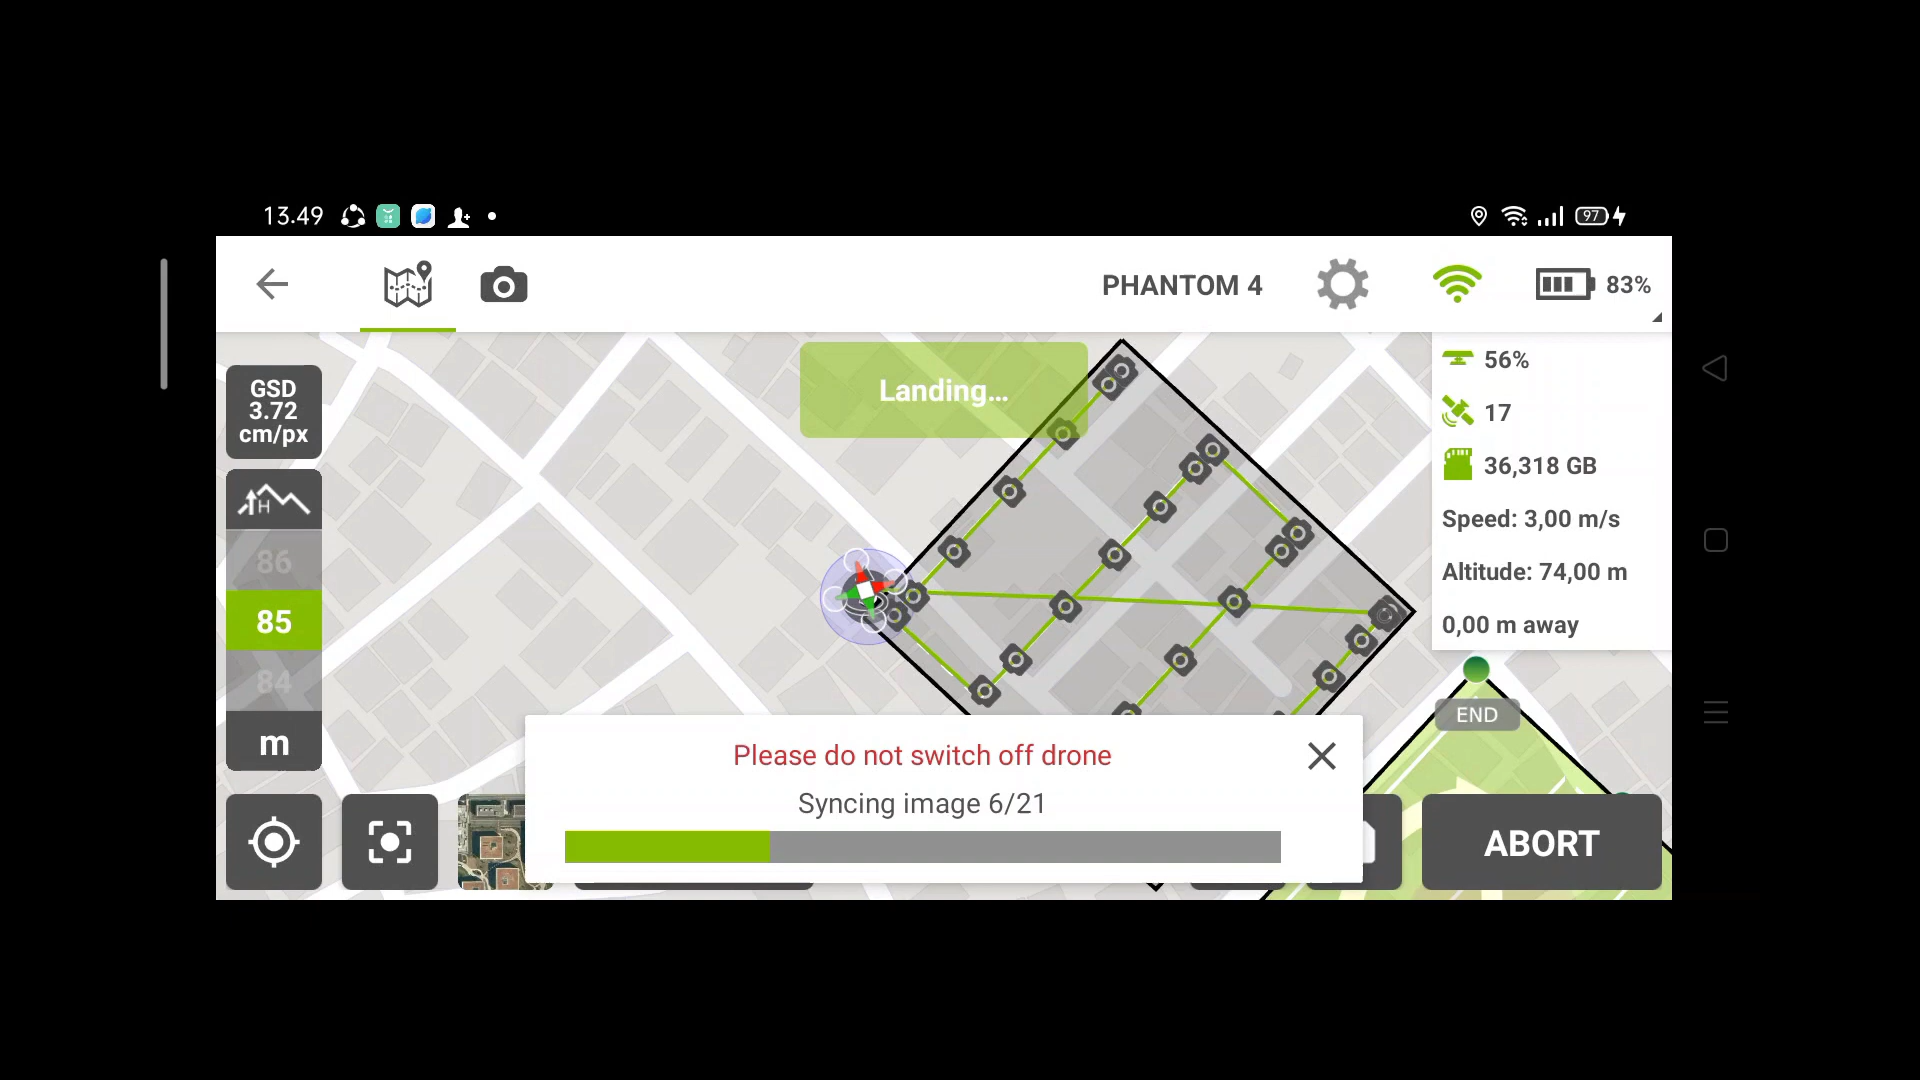 13.49
97
PHANTOM 4
83%
GSD
3.72
cm/px
Landing...
56%
17
36,318 GB
Speed: 3,00 m/s
Altitude: 74,00 m
0,00 m away
H
86
85
84
m
END
Please do not switch off drone
Syncing image 6/21
ABORT